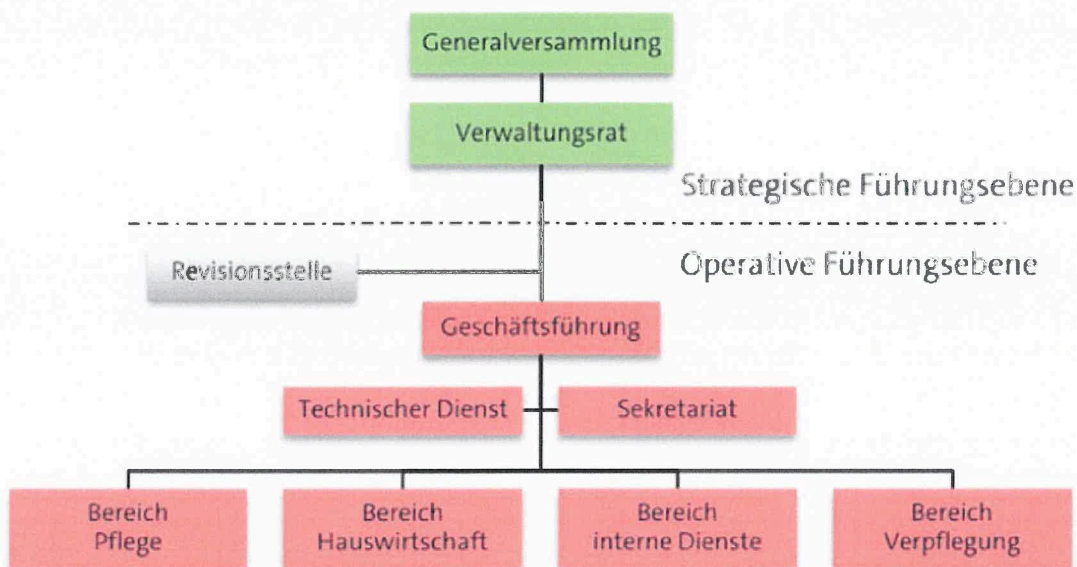 Generalversammlung
Verwaltungsrat
Strategische Führungsebene
Revisionsstelle
Operative Führungsebene
Geschäftsführung
Technischer Dienst
Sekretariat
Bereich
Pflege
Bereich
Hauswirtschaft
Bereich
interne Dienste
Bereich
Verpflegung